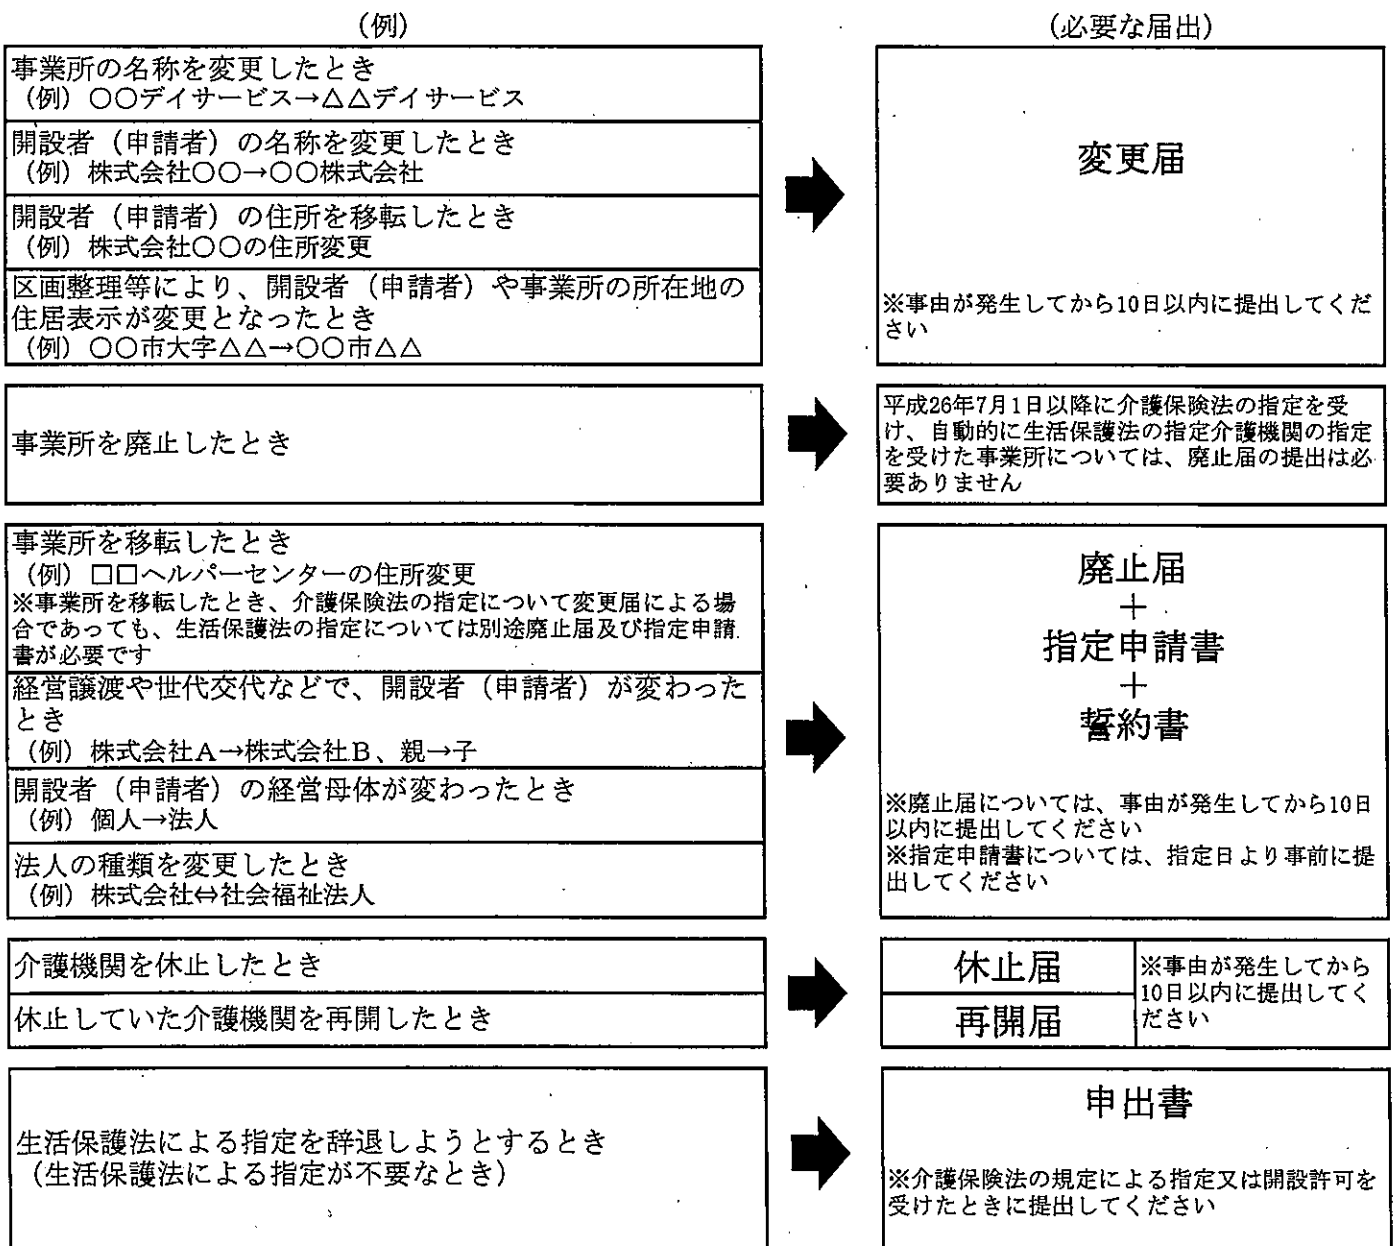 (例)
(必要な届出)
事業所の名称を変更したとき
(例) 〇〇デイサービス→△△デイサービス
開設者（申請者）の名称を変更したとき
(例) 株式会社〇〇→〇〇株式会社
開設者（申請者）の住所を移転したとき
(例) 株式会社〇〇の住所変更
区画整理等により、開設者（申請者）や事業所の所在地の
住居表示が変更となったとき
(例) 〇〇市大字△△→〇〇市△△
変更届
※事由が発生してから10日以内に提出してくだ
さい
事業所を廃止したとき
平成26年7月1日以降に介護保険法の指定を受
け、自動的に生活保護法の指定介護機関の指定
を受けた事業所については、廃止届の提出は必
要ありません
事業所を移転したとき
(例) □□ヘルパーセンターの住所変更
※事業所を移転したとき、介護保険法の指定について変更届による場
合であっても、生活保護法の指定については別途廃止届及び指定申請
書が必要です
経営譲渡や世代交代などで、開設者（申請者）が変わった
とき
(例) 株式会社A→株式会社B、親→子
開設者（申請者）の経営母体が変わったとき
(例) 個人→法人
法人の種類を変更したとき
(例) 株式会社⇔社会福祉法人
廃止届
＋
指定申請書
＋
誓約書
※廃止届については、事由が発生してから10日
以内に提出してください
※指定申請書については、指定日より事前に提
出してください
介護機関を休止したとき
休止していた介護機関を再開したとき
休止届
再開届
※事由が発生してから
10日以内に提出してく
ださい
生活保護法による指定を辞退しようとするとき
（生活保護法による指定が不要なとき）
申出書
※介護保険法の規定による指定又は開設許可を
受けたときに提出してください